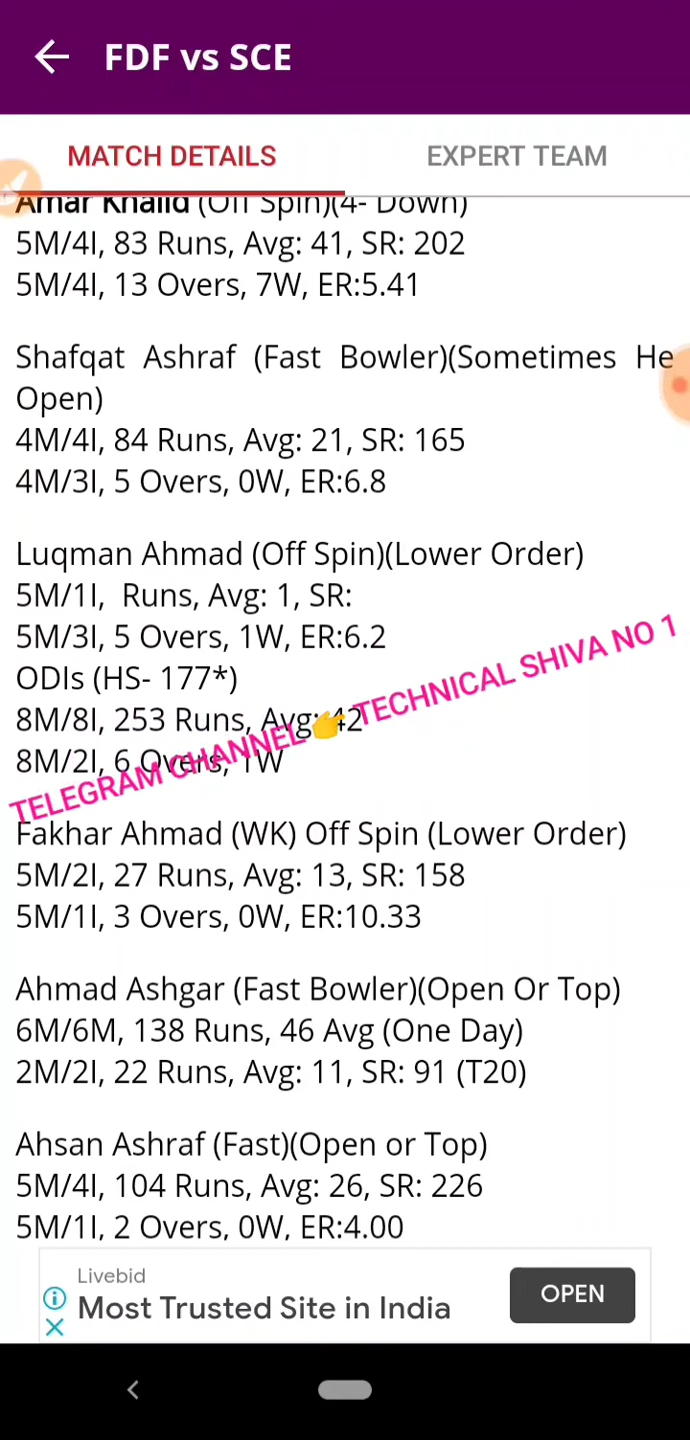 FDF vs SCE
MATCH DETAILS
EXPERT TEAM
Amar Khalid (Off Spin)(4- Down)
5M/4I, 83 Runs, Avg: 41, SR: 202
5M/4I, 13 Overs, 7W, ER:5.41
Shafqat Ashraf (Fast Bowler)(Sometimes He
Open)
4M/4I, 84 Runs, Avg: 21, SR: 165
4M/3I, 5 Overs, 0W, ER:6.8
Luqman Ahmad (Off Spin)(Lower Order)
5M/1I, Runs, Avg: 1, SR:
5M/3I, 5 Overs, 1W, ER:6.2
ODIs (HS- 177*)
8M/8I, 253 Runs, Avg: 42
8M/2I, 6 Overs, 1W
TELEGRAM CHANNEL👉TECHNICAL SHIVA NO 1
Fakhar Ahmad (WK) Off Spin (Lower Order)
5M/2I, 27 Runs, Avg: 13, SR: 158
5M/1I, 3 Overs, 0W, ER:10.33
Ahmad Ashgar (Fast Bowler)(Open Or Top)
6M/6M, 138 Runs, 46 Avg (One Day)
2M/2I, 22 Runs, Avg: 11, SR: 91 (T20)
Ahsan Ashraf (Fast)(Open or Top)
5M/4I, 104 Runs, Avg: 26, SR: 226
5M/1I, 2 Overs, 0W, ER:4.00
Livebid
Most Trusted Site in India
OPEN